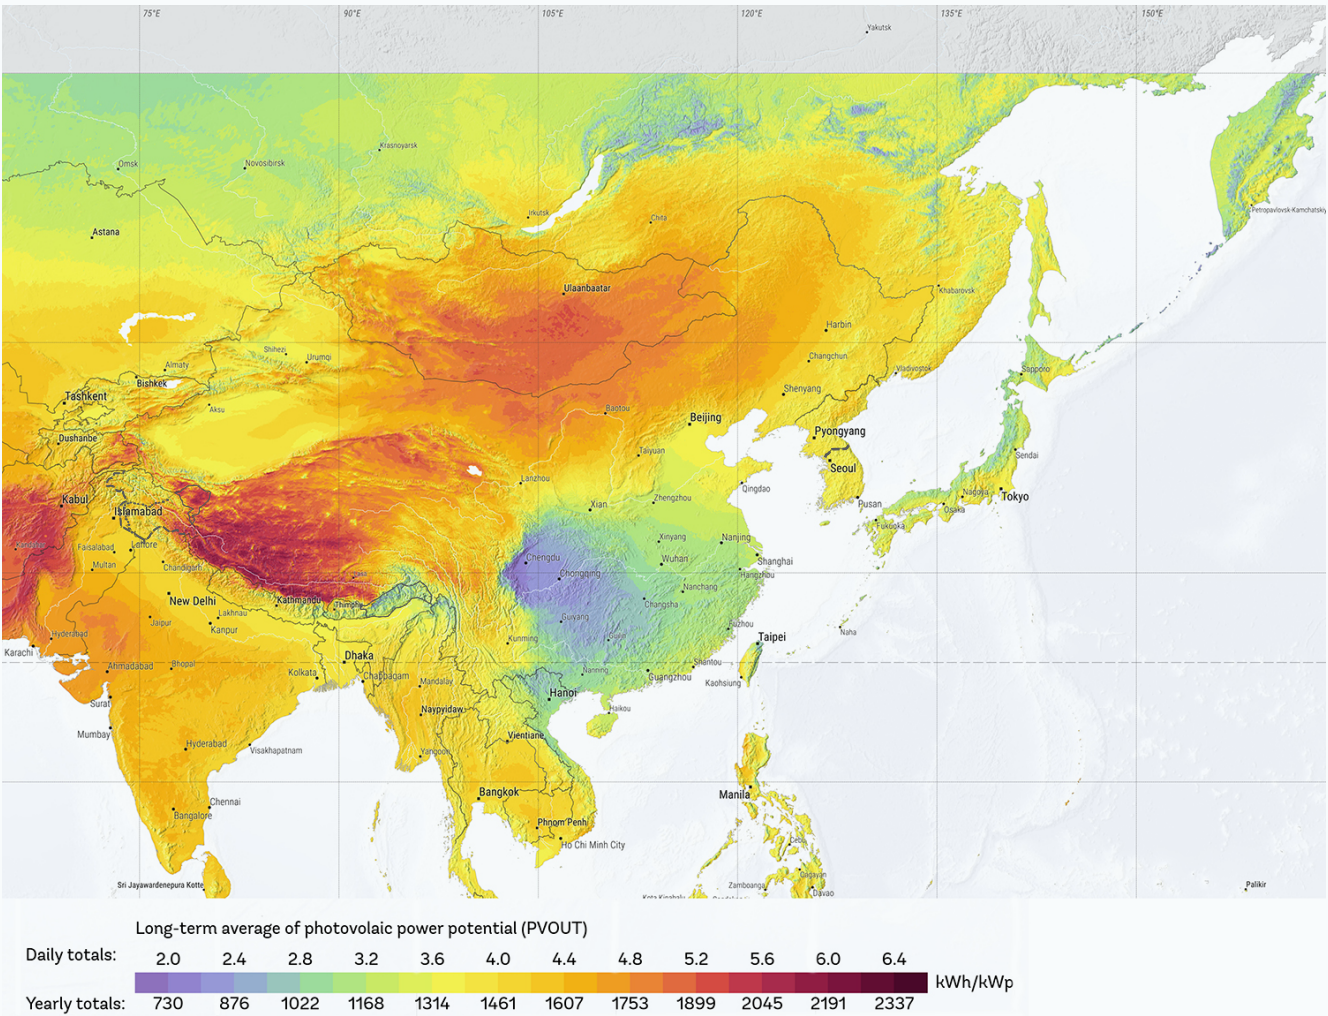 75°E 90°E 105°E 120°E 135°E 150°E
Yakutsk
Krasnoyarsk
Omsk Novosibirsk
Petropavlovsk-Kamchatskiy
Irkutsk Chita
Astana
Ulaanbaatar Khabarovsk
Harbin
Shihezi Urumqi Changchun
Almaty Vladivostok Sapporo
Bishkek
Shenyang
Tashkent
Aksu Baotou
Beijing
Dushanbe Pyongyang
Taiyuan Sendai
Seoul
Lanzhou Qingdao
Kabul Zhengzhou Nagoya Tokyo
Xian Pusan Osaka
Islamabad
Fukuoka
Faisalabad Lahore Xinyang Nanjing
Multan Chandigarh Chengdu Wuhan Shanghai
Chongqing Hangzhou
Nanchang
New Delhi Kathmandu Thimphu Changsha
Jaipur Lakhnau Guiyang Fuzhou
Kanpur Naha
Hyderabad Kunming Taipei
Karachi
Dhaka
Ahmadabad Bhopal Kolkata Chappagam Nanning Guangzhou Shantou
Mandalay Kaohsiung
Surat Hanoi
Naypyidaw Haikou
Mumbay
Hyderabad Visakhapatnam Yangoon Vientiane
Bangkok Manila
Chennai
Bangalore
Phnom Penh
Ho Chi Minh City Cebu
Cagayan
Sri Jayawardenepura Kotte Zamboanga Davao Palikir
Long-term average of photovolaic power potential (PVOUT)
Daily totals: 2.0 2.4 2.8 3.2 3.6 4.0 4.4 4.8 5.2 5.6 6.0 6.4
kWh/kWp
Yearly totals: 730 876 1022 1168 1314 1461 1607 1753 1899 2045 2191 2337